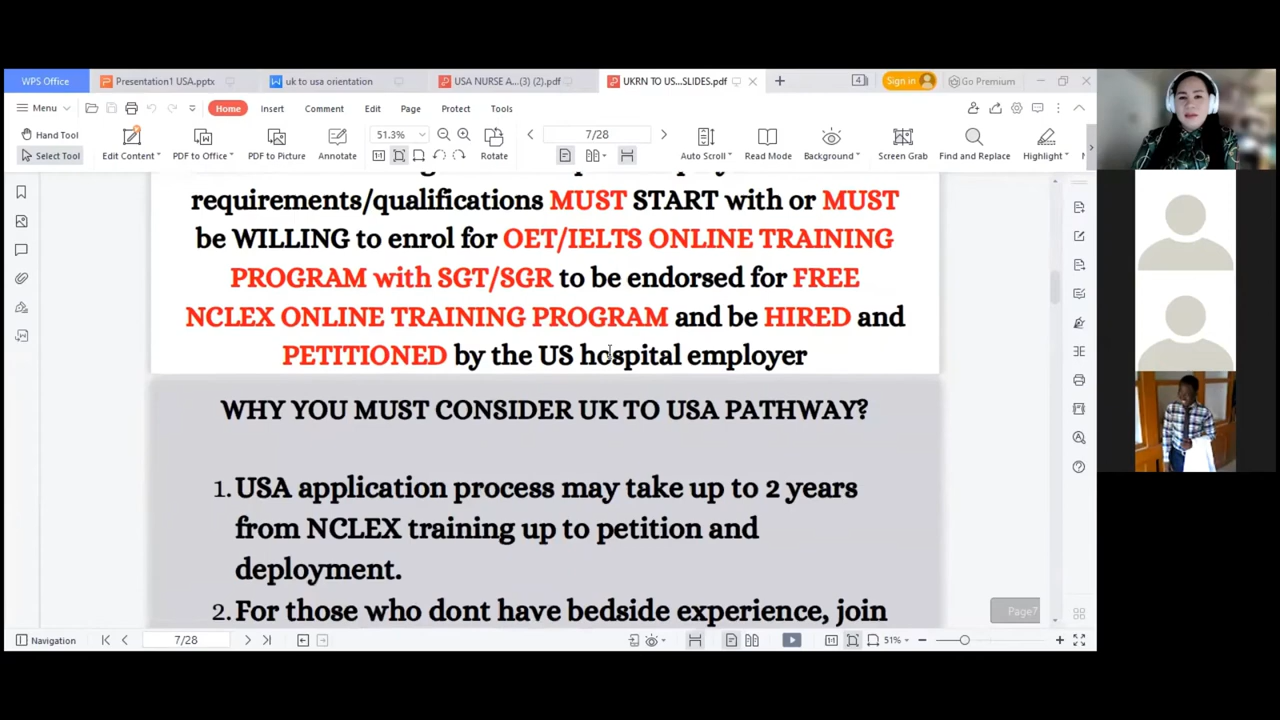 WPS Office
Presentation1 USA.pptx
uk to usa orientation
USA NURSE A...(3) (2).pdf
UKRN TO US...SLIDES.pdf
4
Sign in
Go Premium
Menu
Home
Insert
Comment
Edit
Page
Protect
Tools
Hand Tool
Select Tool
Edit Content
PDF to Office
PDF to Picture
Annotate
51.3%
Rotate
7/28
Auto Scroll
Read Mode
Background
Screen Grab
Find and Replace
Highlight
requirements/qualifications MUST START with or MUST
be WILLING to enrol for OET/IELTS ONLINE TRAINING
PROGRAM with SGT/SGR to be endorsed for FREE
NCLEX ONLINE TRAINING PROGRAM and be HIRED and
PETITIONED by the US hospital employer
WHY YOU MUST CONSIDER UK TO USA PATHWAY?
1. USA application process may take up to 2 years
from NCLEX training up to petition and
deployment.
2. For those who dont have bedside experience, join
Page7
Navigation
7/28
51%